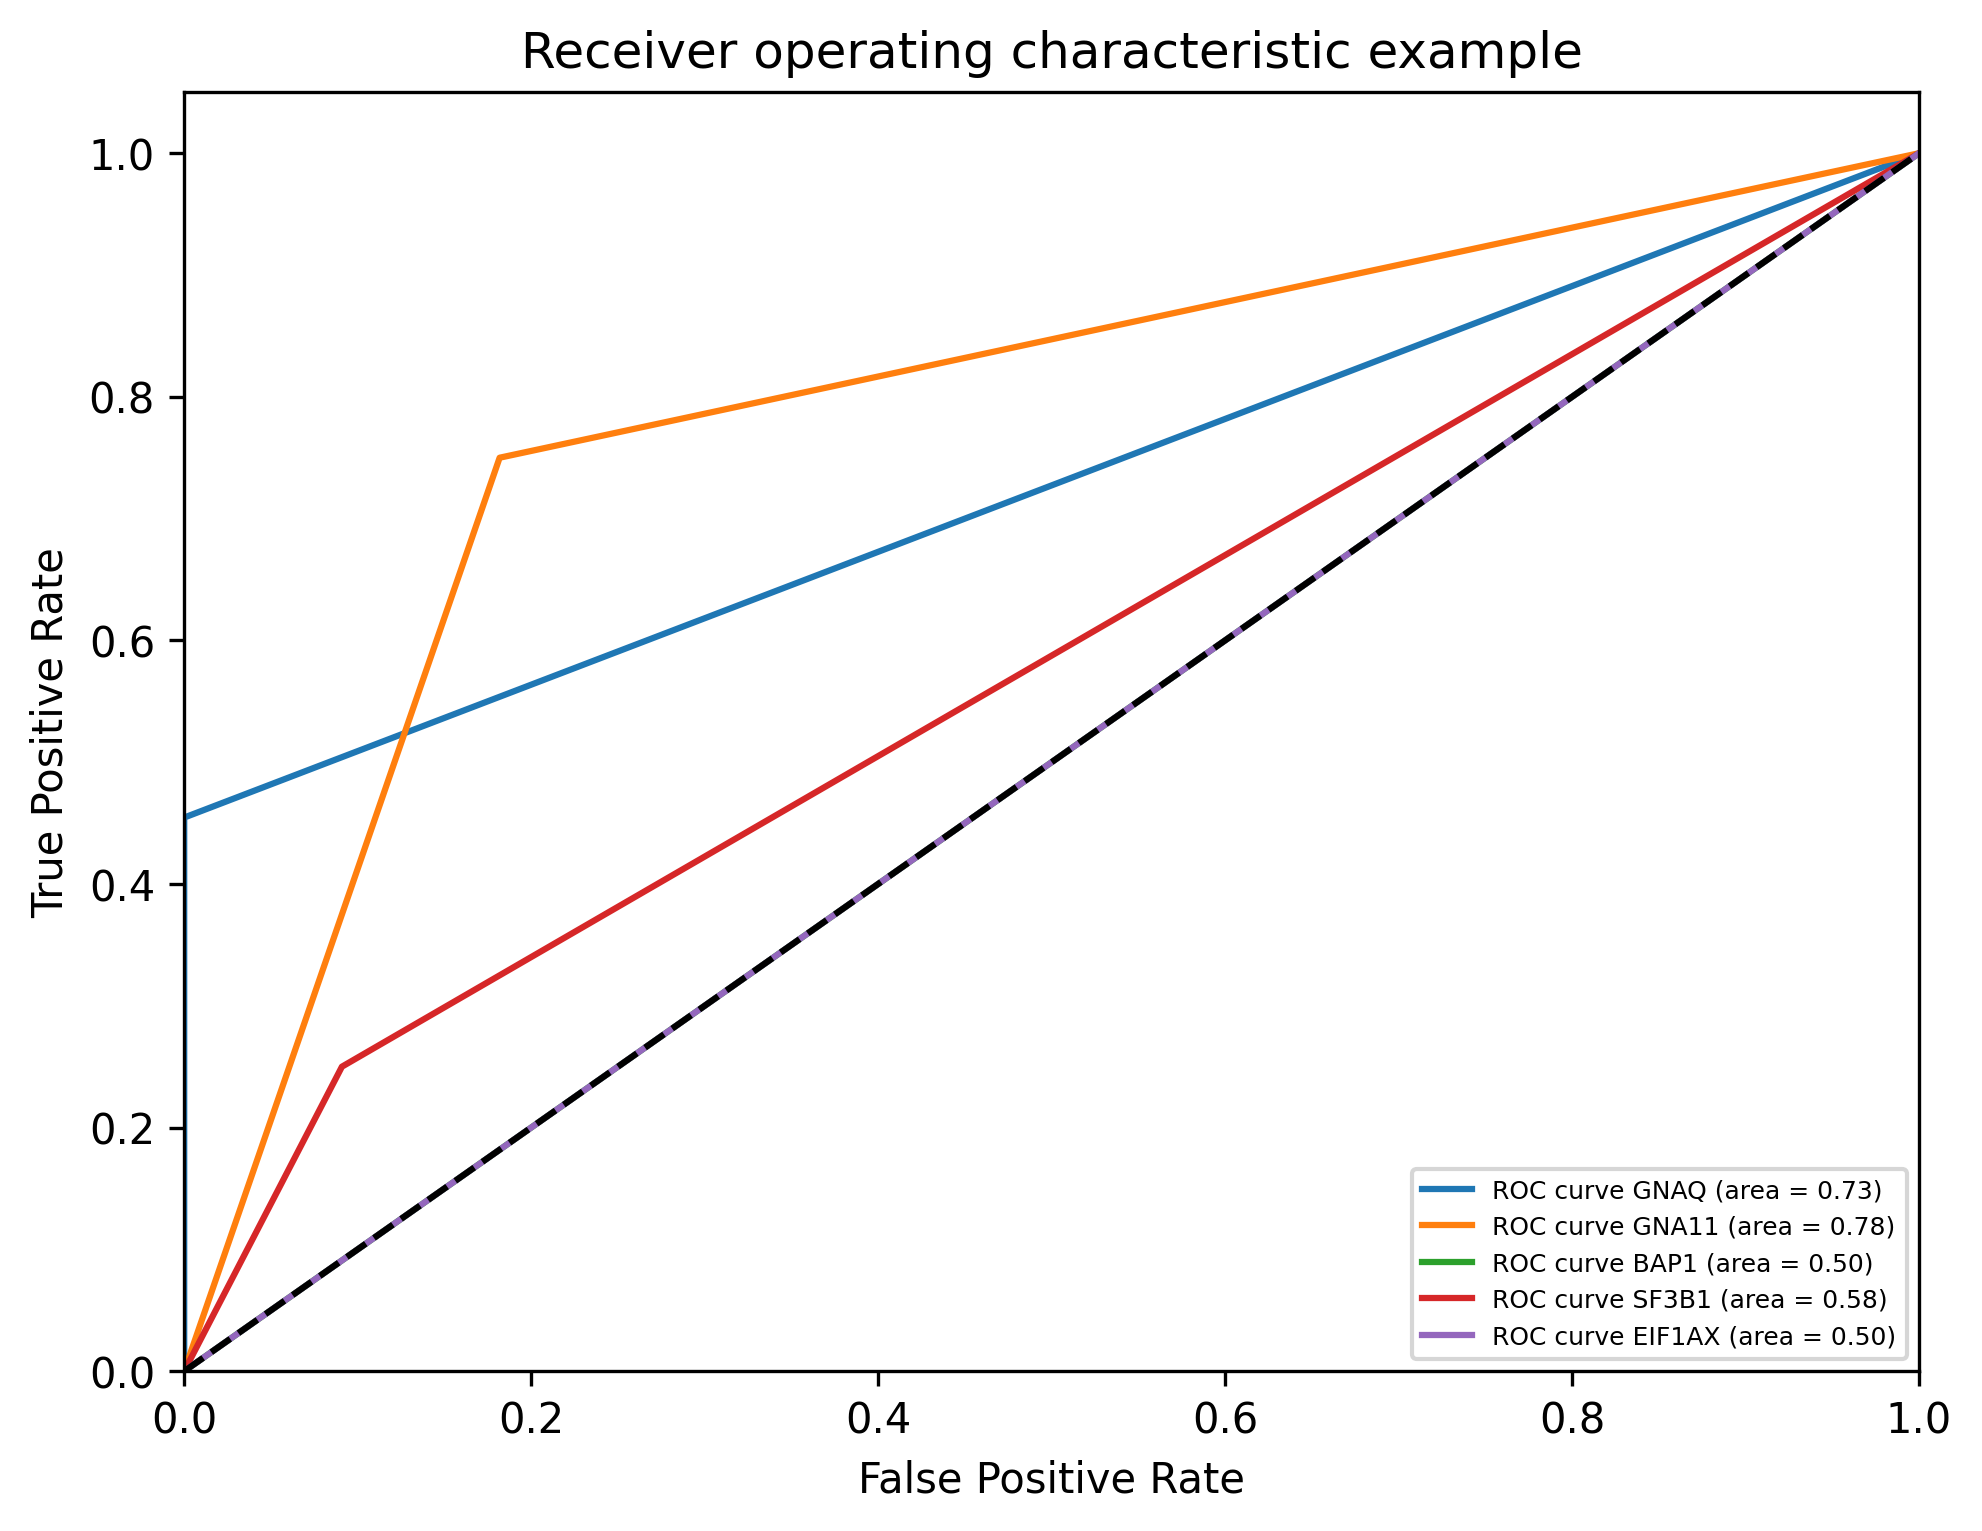 Receiver operating characteristic example
True Positive Rate
1.0
0.8
0.6
0.4
0.2
0.0
ROC curve GNAQ (area = 0.73)
ROC curve GNA11 (area = 0.78)
ROC curve BAP1 (area = 0.50)
ROC curve SF3B1 (area = 0.58)
ROC curve EIF1AX (area = 0.50)
0.0 0.2 0.4 0.6 0.8 1.0
False Positive Rate